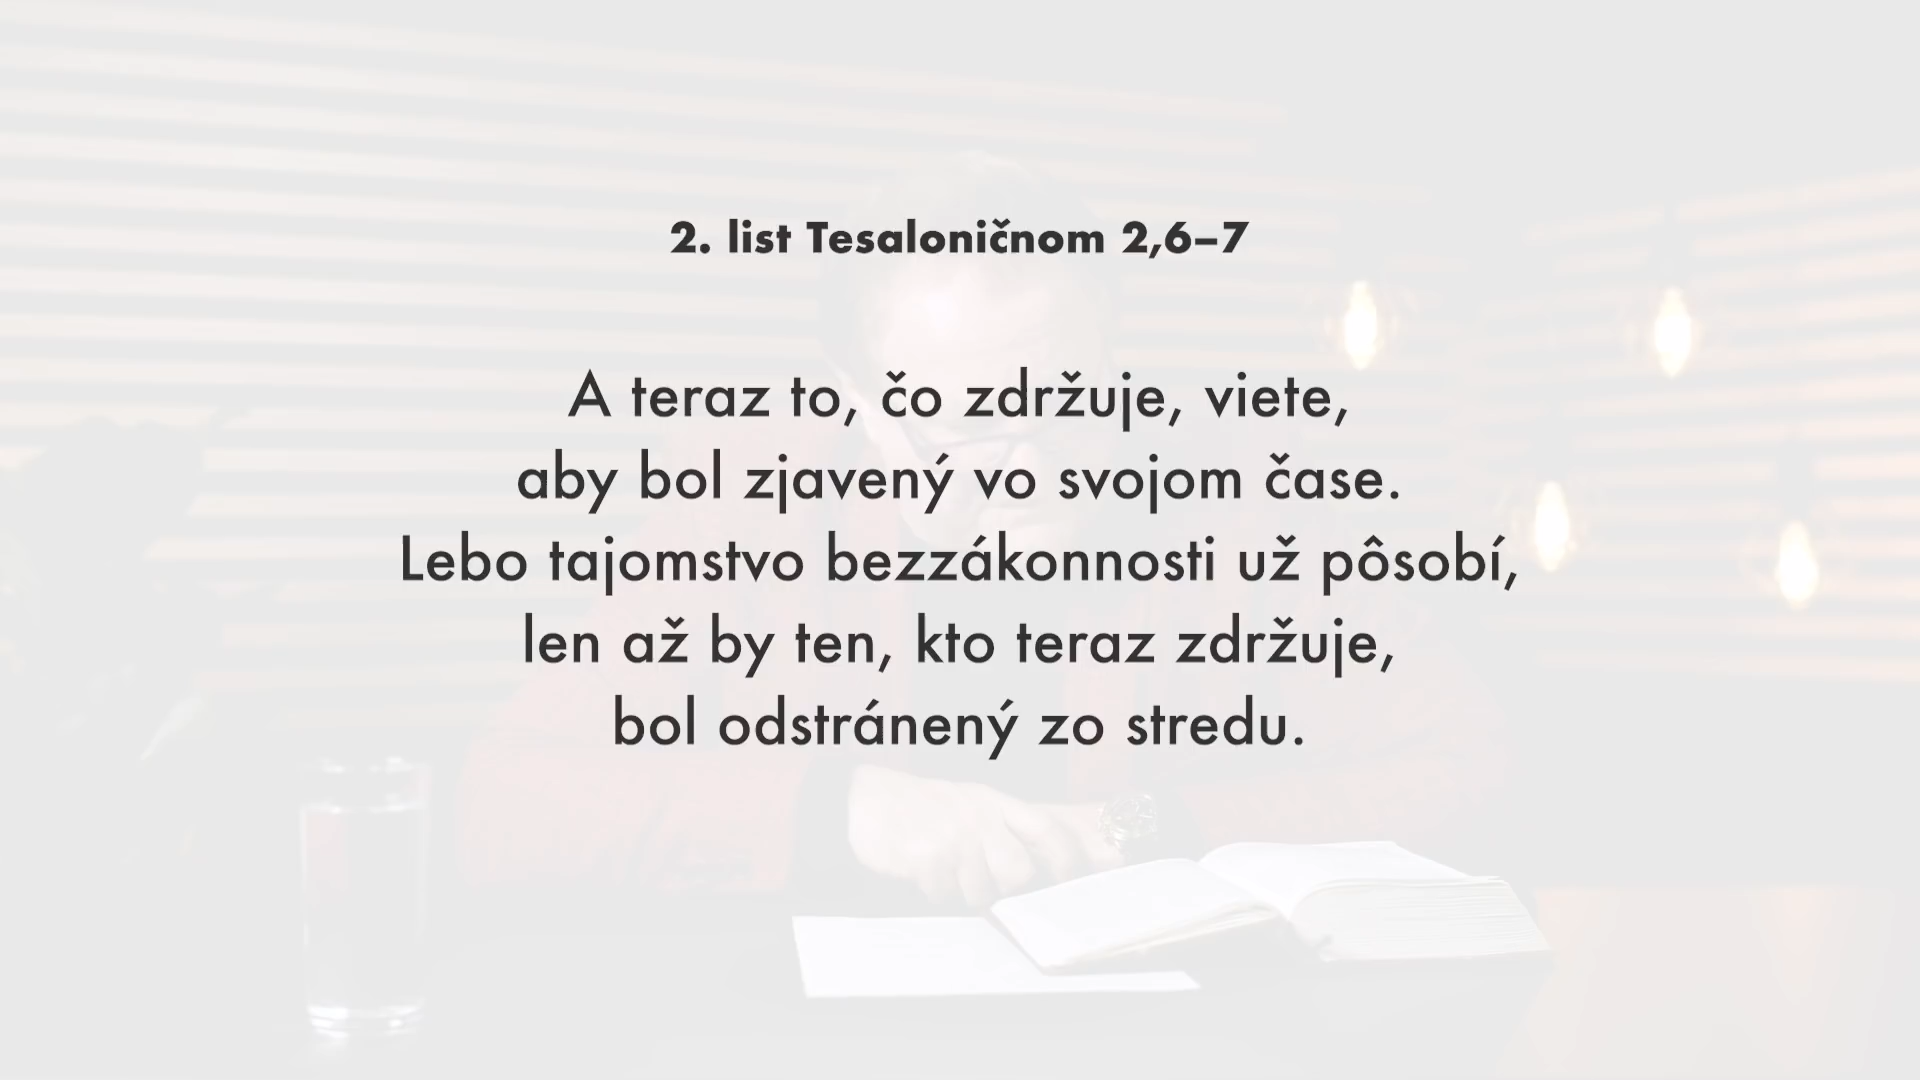 2. list Tesaloničnom 2,6–7
A teraz to, čo zdržuje, viete,
aby bol zjavený vo svojom čase.
Lebo tajomstvo bezzákonnosti už pôsobí,
len až by ten, kto teraz zdržuje,
bol odstránený zo stredu.